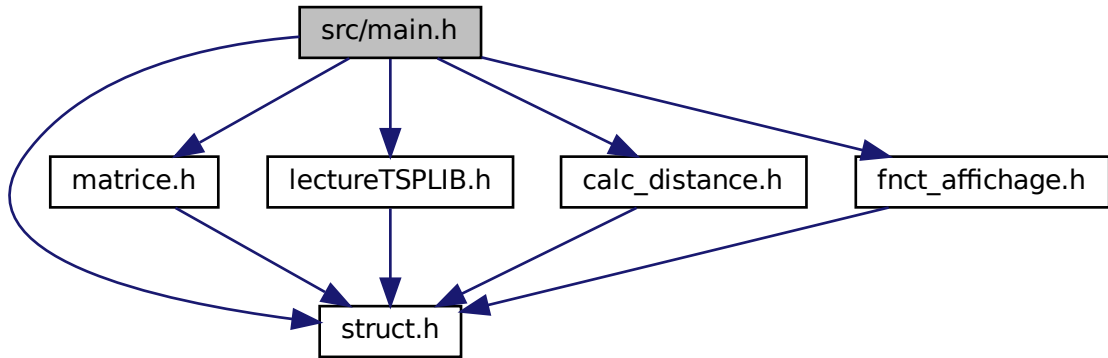 src/main.h
matrice.h
lectureTSPLIB.h
calc_distance.h
fnct_affichage.h
struct.h